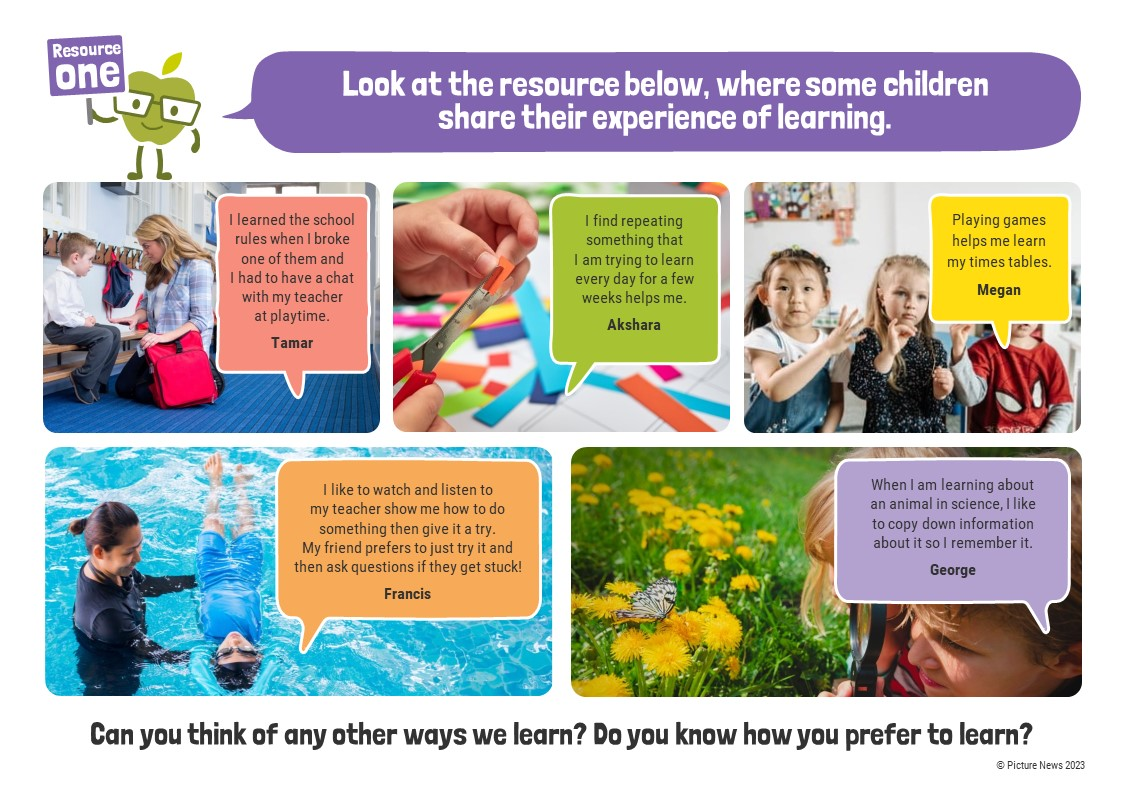 Resource
one
Look at the resource below, where some children
share their experience of learning.
I learned the school
rules when I broke
one of them and
I had to have a chat
with my teacher
at playtime.
Tamar
I find repeating
something that
I am trying to learn
every day for a few
weeks helps me.
Akshara
Playing games
helps me learn
my times tables.
Megan
I like to watch and listen to
my teacher show me how to do
something then give it a try.
My friend prefers to just try it and
then ask questions if they get stuck!
Francis
When I am learning about
an animal in science, I like
to copy down information
about it so I remember it.
George
Can you think of any other ways we learn? Do you know how you prefer to learn?
© Picture News 2023